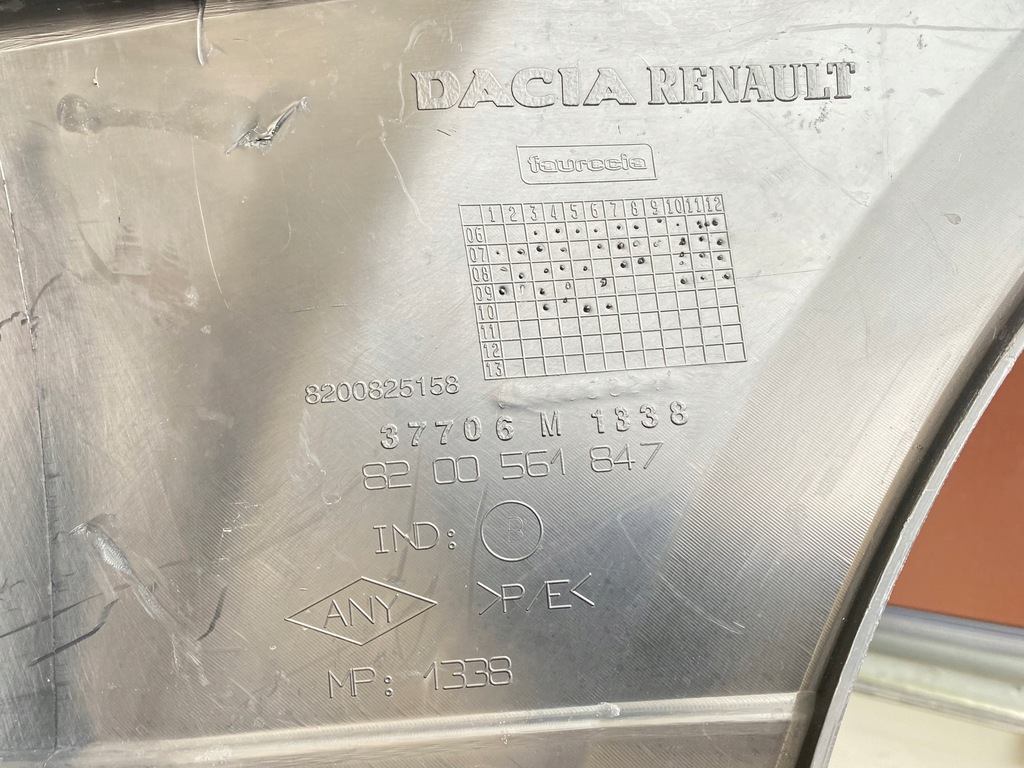 DACIA RENAULT
faurecia
1 2 3 4 5 6 7 8 9 10 11 12
06
07
08
09
10
11
12
13
8200825158
37706 M 1338
82 00 561 847
IND:
ANY >P/E<
MP: 1338